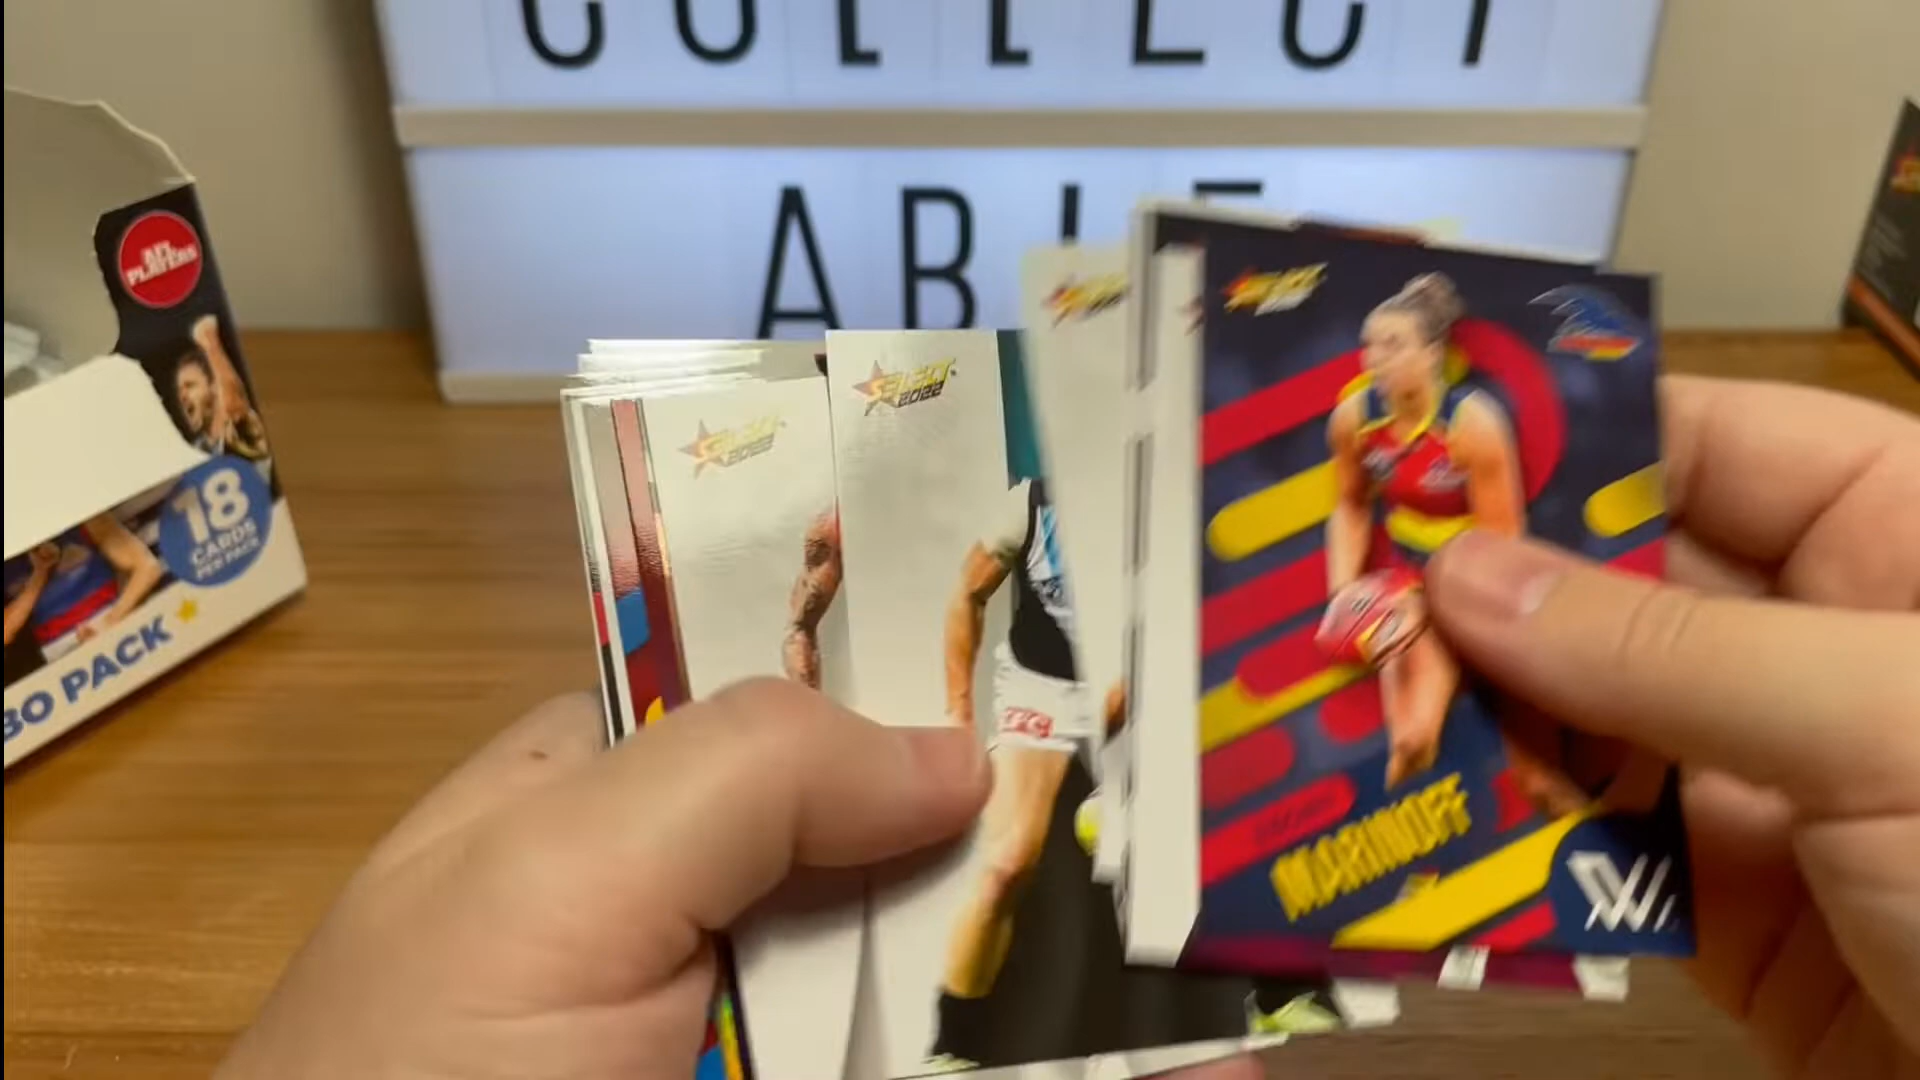 COLLECT
ABLE
AFL
PLAYERS
18
CARDS
PER PACK
BO PACK
SELECT
2022
SELECT
2022
SELECT
MARINOFF
W